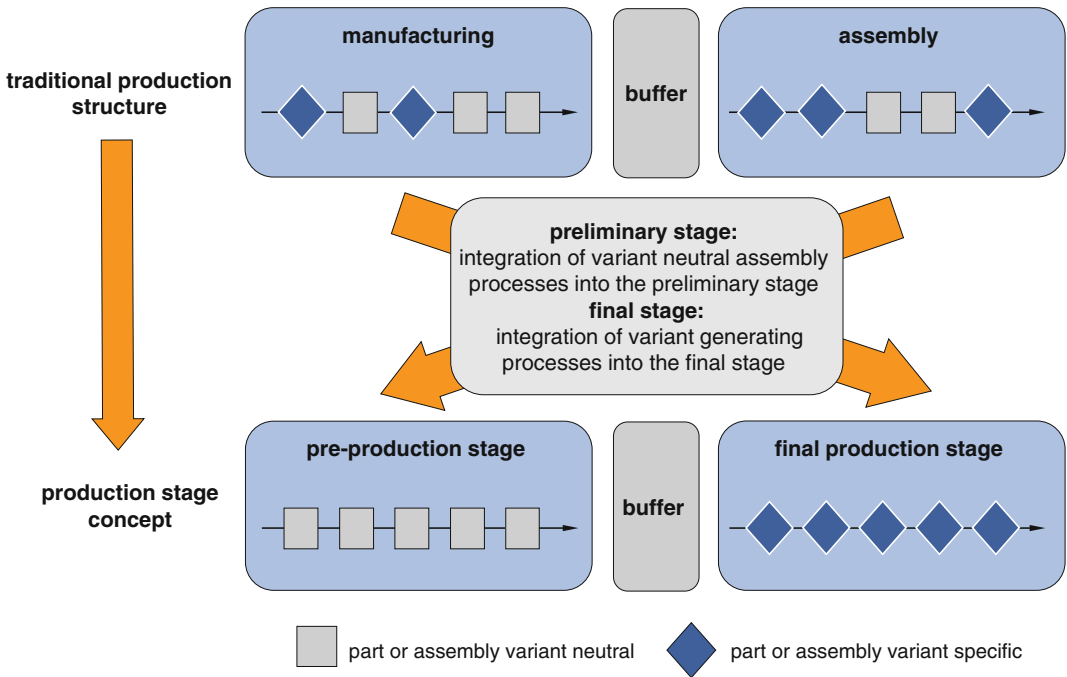 manufacturing
buffer
assembly
traditional production
structure
preliminary stage:
integration of variant neutral assembly
processes into the preliminary stage
final stage:
integration of variant generating
processes into the final stage
pre-production stage
buffer
final production stage
production stage
concept
part or assembly variant neutral
part or assembly variant specific